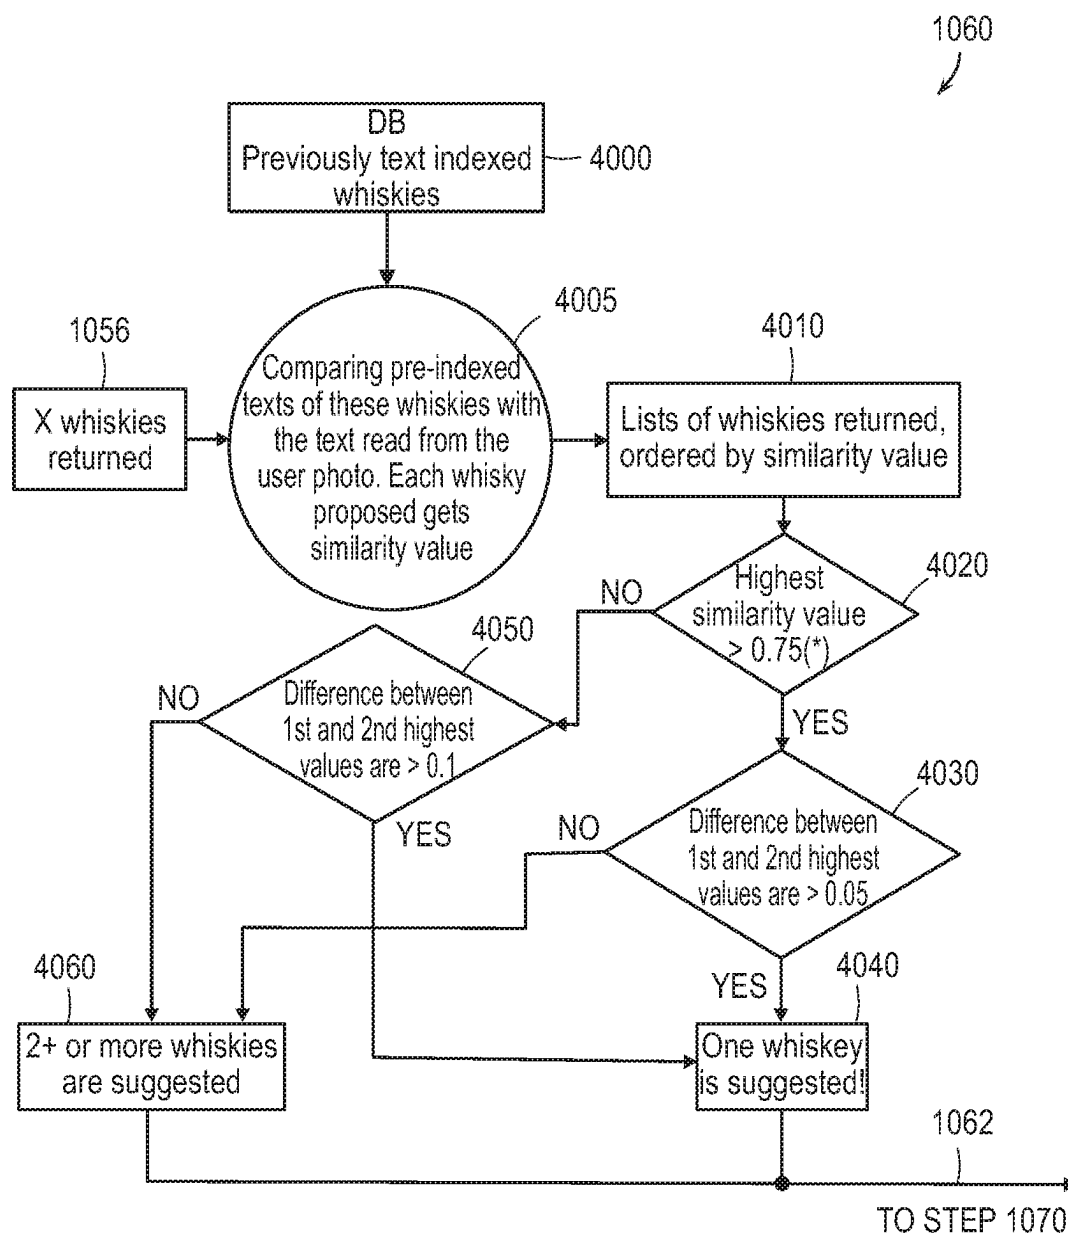 1060
DB
Previously text indexed
whiskies
4000
4005
1056
X whiskies
returned
Comparing pre-indexed
texts of these whiskies with
the text read from the
user photo. Each whisky
proposed gets
similarity value
4010
Lists of whiskies returned,
ordered by similarity value
4020
Highest
similarity value
> 0.75(*)
NO
YES
4050
Difference between
1st and 2nd highest
values are > 0.1
NO
YES
4030
Difference between
1st and 2nd highest
values are > 0.05
NO
YES
4060
2+ or more whiskies
are suggested
4040
One whiskey
is suggested!
1062
TO STEP 1070